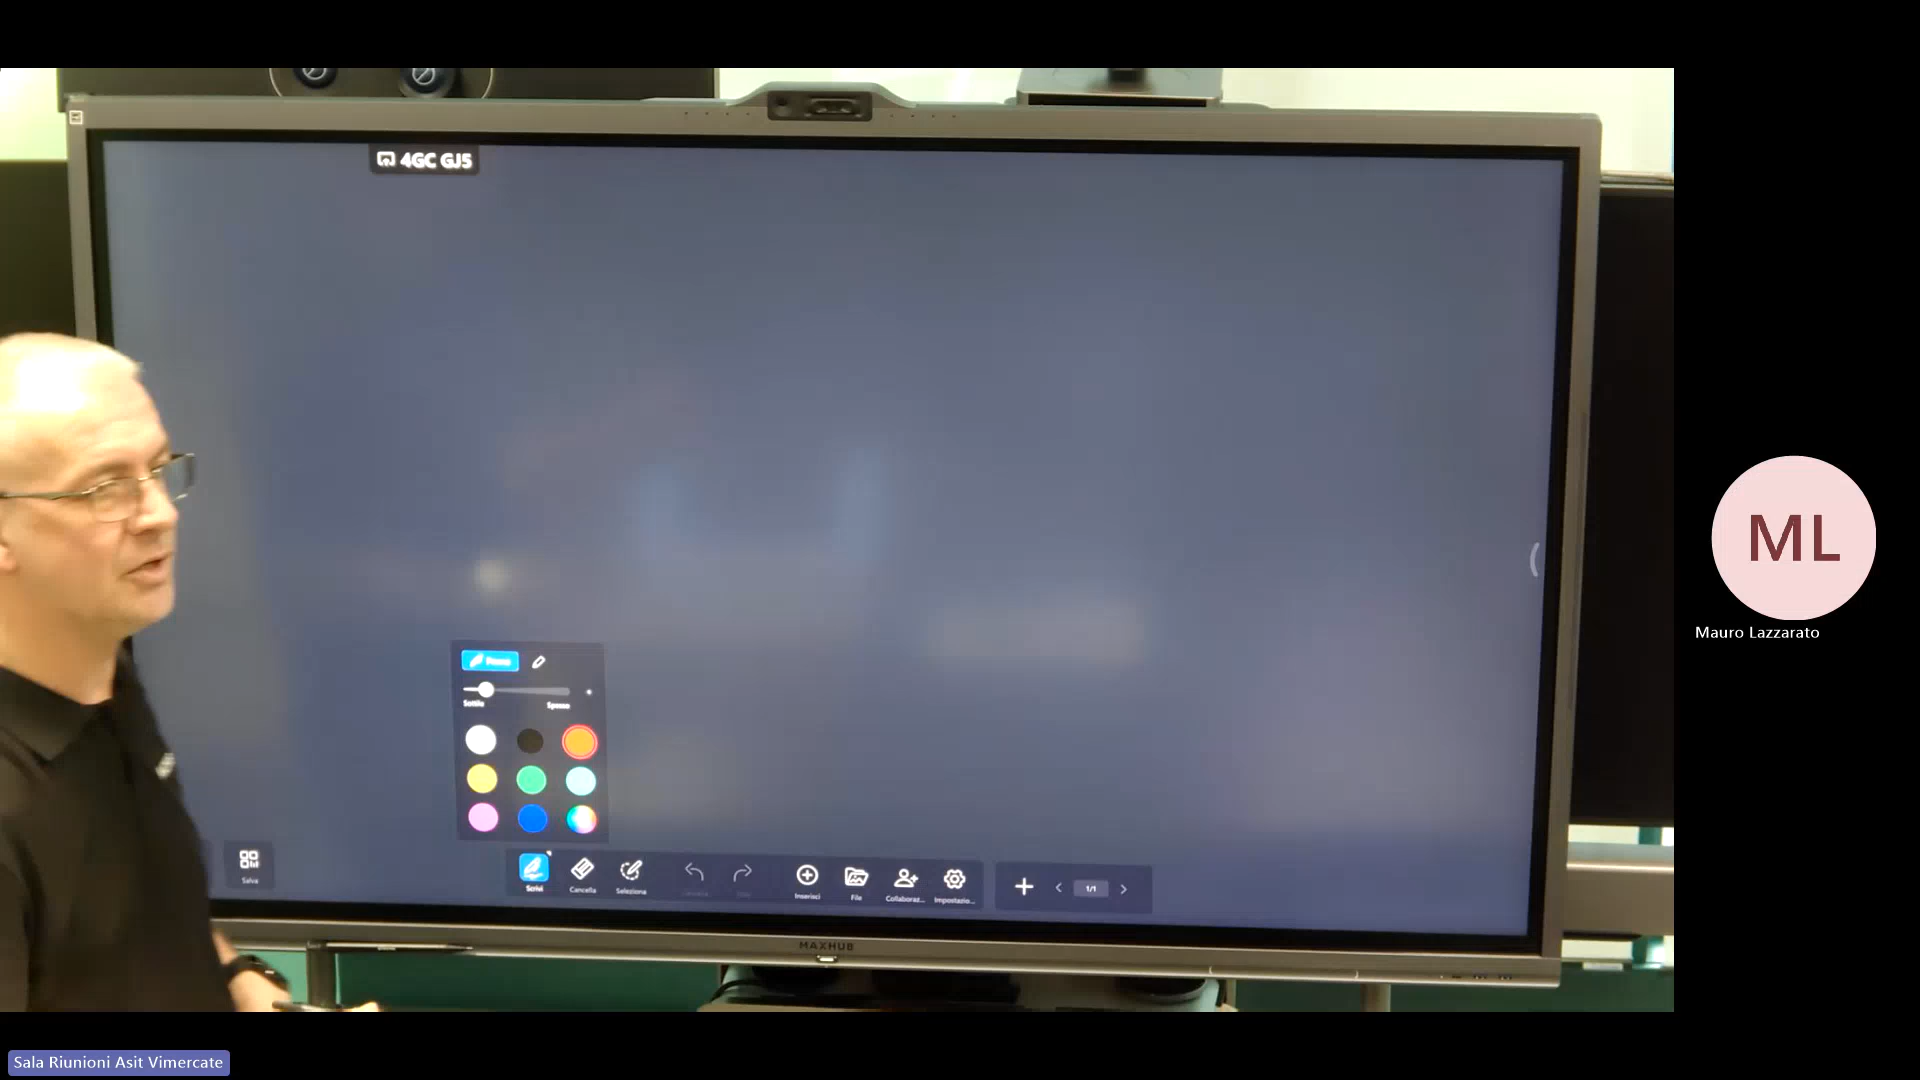 4GC GJ5
Sottile Spesso
Salva
Scrivi Cancella Seleziona Inserisci File Collaboraz... Impostazio...
1/1
MAXHUB
ML
Mauro Lazzarato
Sala Riunioni Asit Vimercate